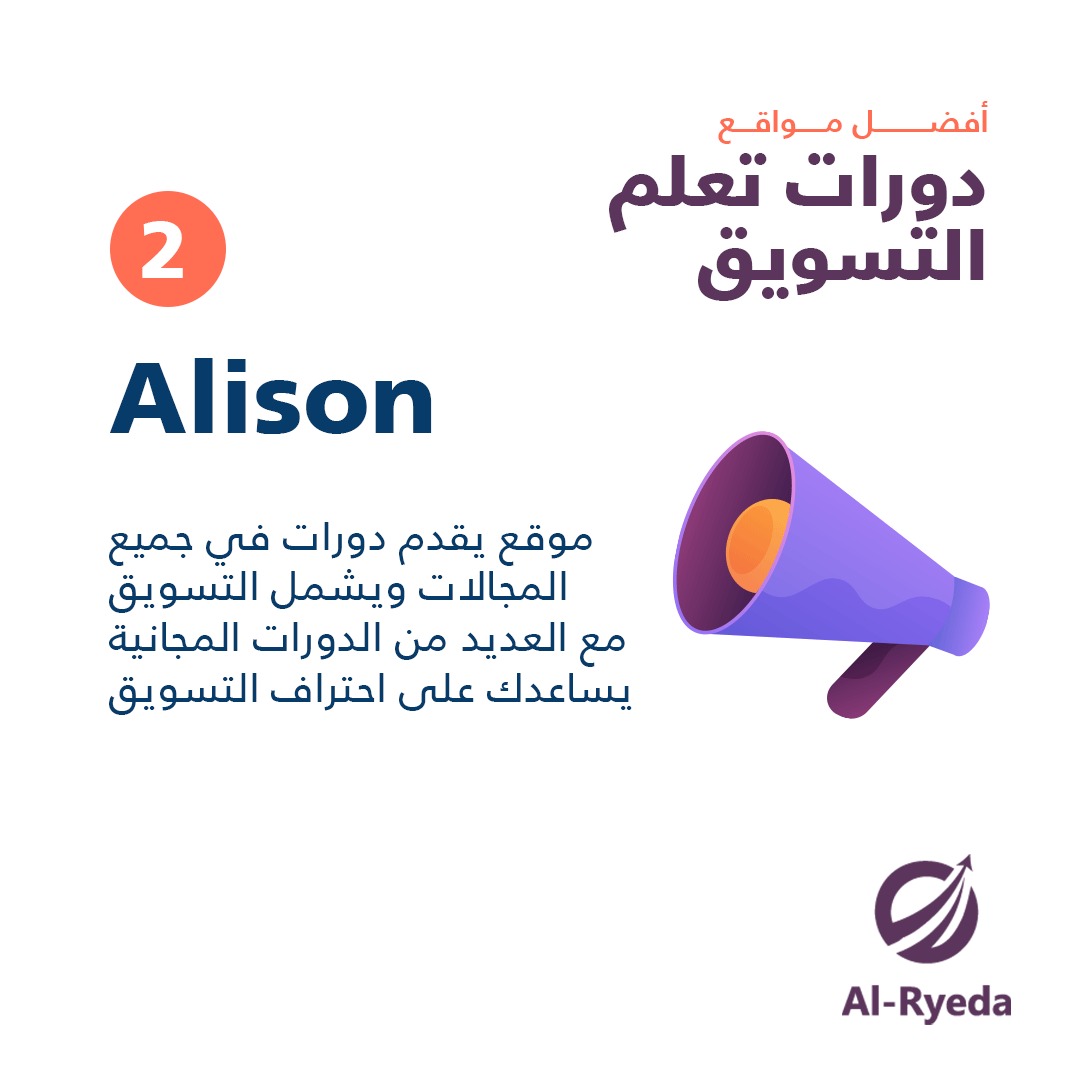 أفضل مواقع
دورات تعلم
التسويق
2
Alison
موقع يقدم دورات في جميع
المجالات ويشمل التسويق
مع العديد من الدورات المجانية
يساعدك على احتراف التسويق
Al-Ryeda